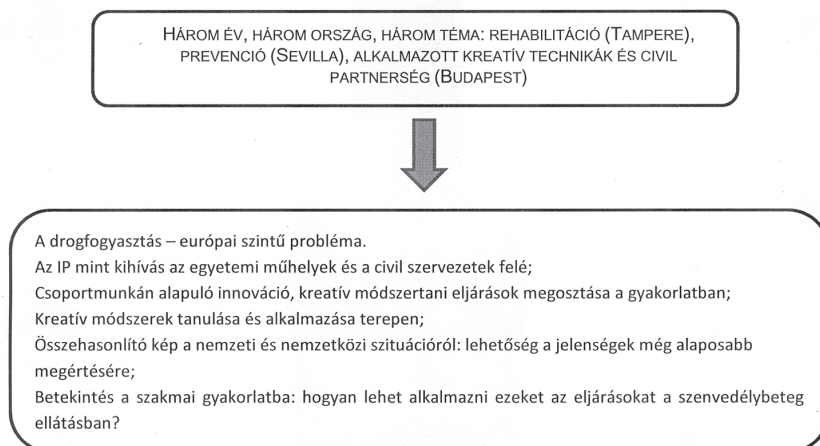 HÁROM ÉV, HÁROM ORSZÁG, HÁROM TÉMA: REHABILITÁCIÓ (TAMPERE),
PREVENCIÓ (SEVILLA), ALKALMAZOTT KREATÍV TECHNIKÁK ÉS CIVIL
PARTNERSÉG (BUDAPEST)
A drogfogyasztás – európai szintű probléma.
Az IP mint kihívás az egyetemi műhelyek és a civil szervezetek felé;
Csoportmunkán alapuló innováció, kreatív módszertani eljárások megosztása a gyakorlatban;
Kreatív módszerek tanulása és alkalmazása terepen;
Összehasonlító kép a nemzeti és nemzetközi szituációról: lehetőség a jelenségek még alaposabb
megértésére;
Betekintés a szakmai gyakorlatba: hogyan lehet alkalmazni ezeket az eljárásokat a szenvedélybeteg
ellátásban?